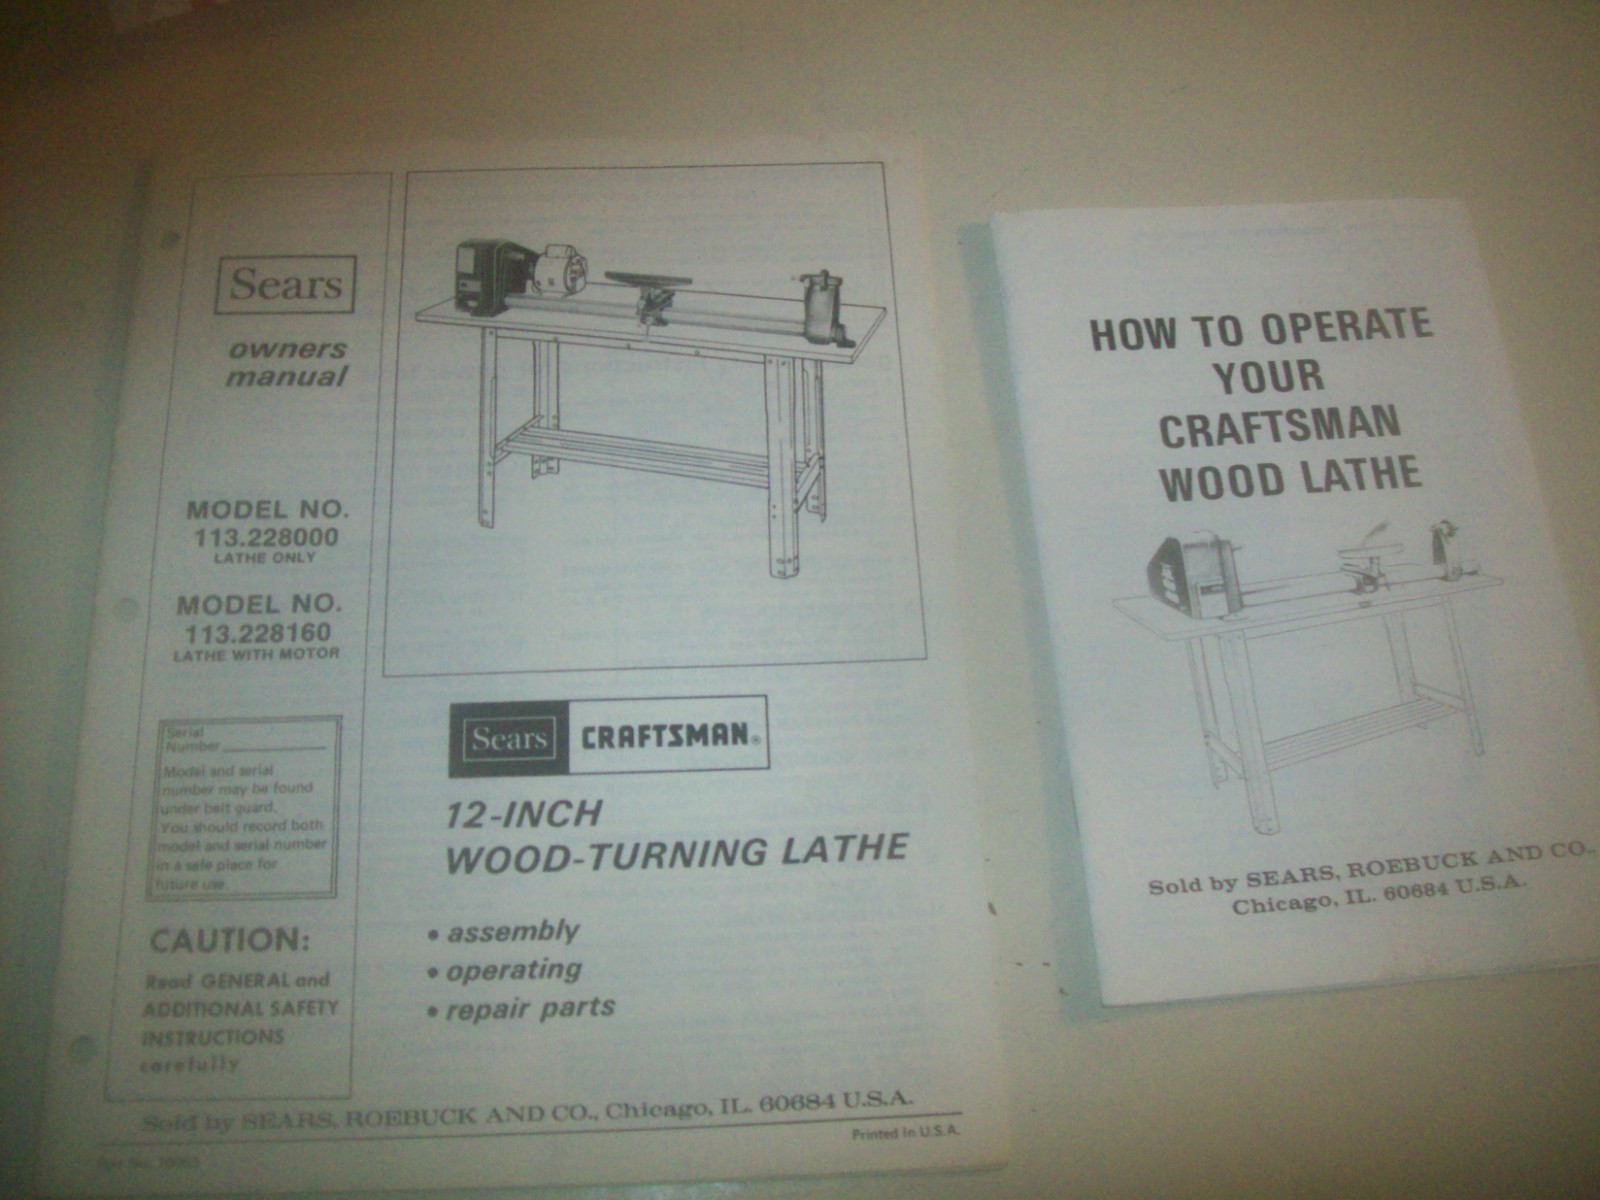 Sears
owners
manual
MODEL NO.
113.228000
LATHE ONLY
MODEL NO.
113.228160
LATHE WITH MOTOR
Serial
Number
Model and serial
number may be found
under belt guard.
You should record both
model and serial number
in a safe place for
future use.
CAUTION:
Read GENERAL and
ADDITIONAL SAFETY
INSTRUCTIONS
carefully
Sears CRAFTSMAN®
12-INCH
WOOD-TURNING LATHE
• assembly
• operating
• repair parts
Sold by SEARS, ROEBUCK AND CO., Chicago, IL. 60684 U.S.A.
Printed in U.S.A.
Part No.
HOW TO OPERATE
YOUR
CRAFTSMAN
WOOD LATHE
Sold by SEARS, ROEBUCK AND CO.,
Chicago, IL. 60684 U.S.A.